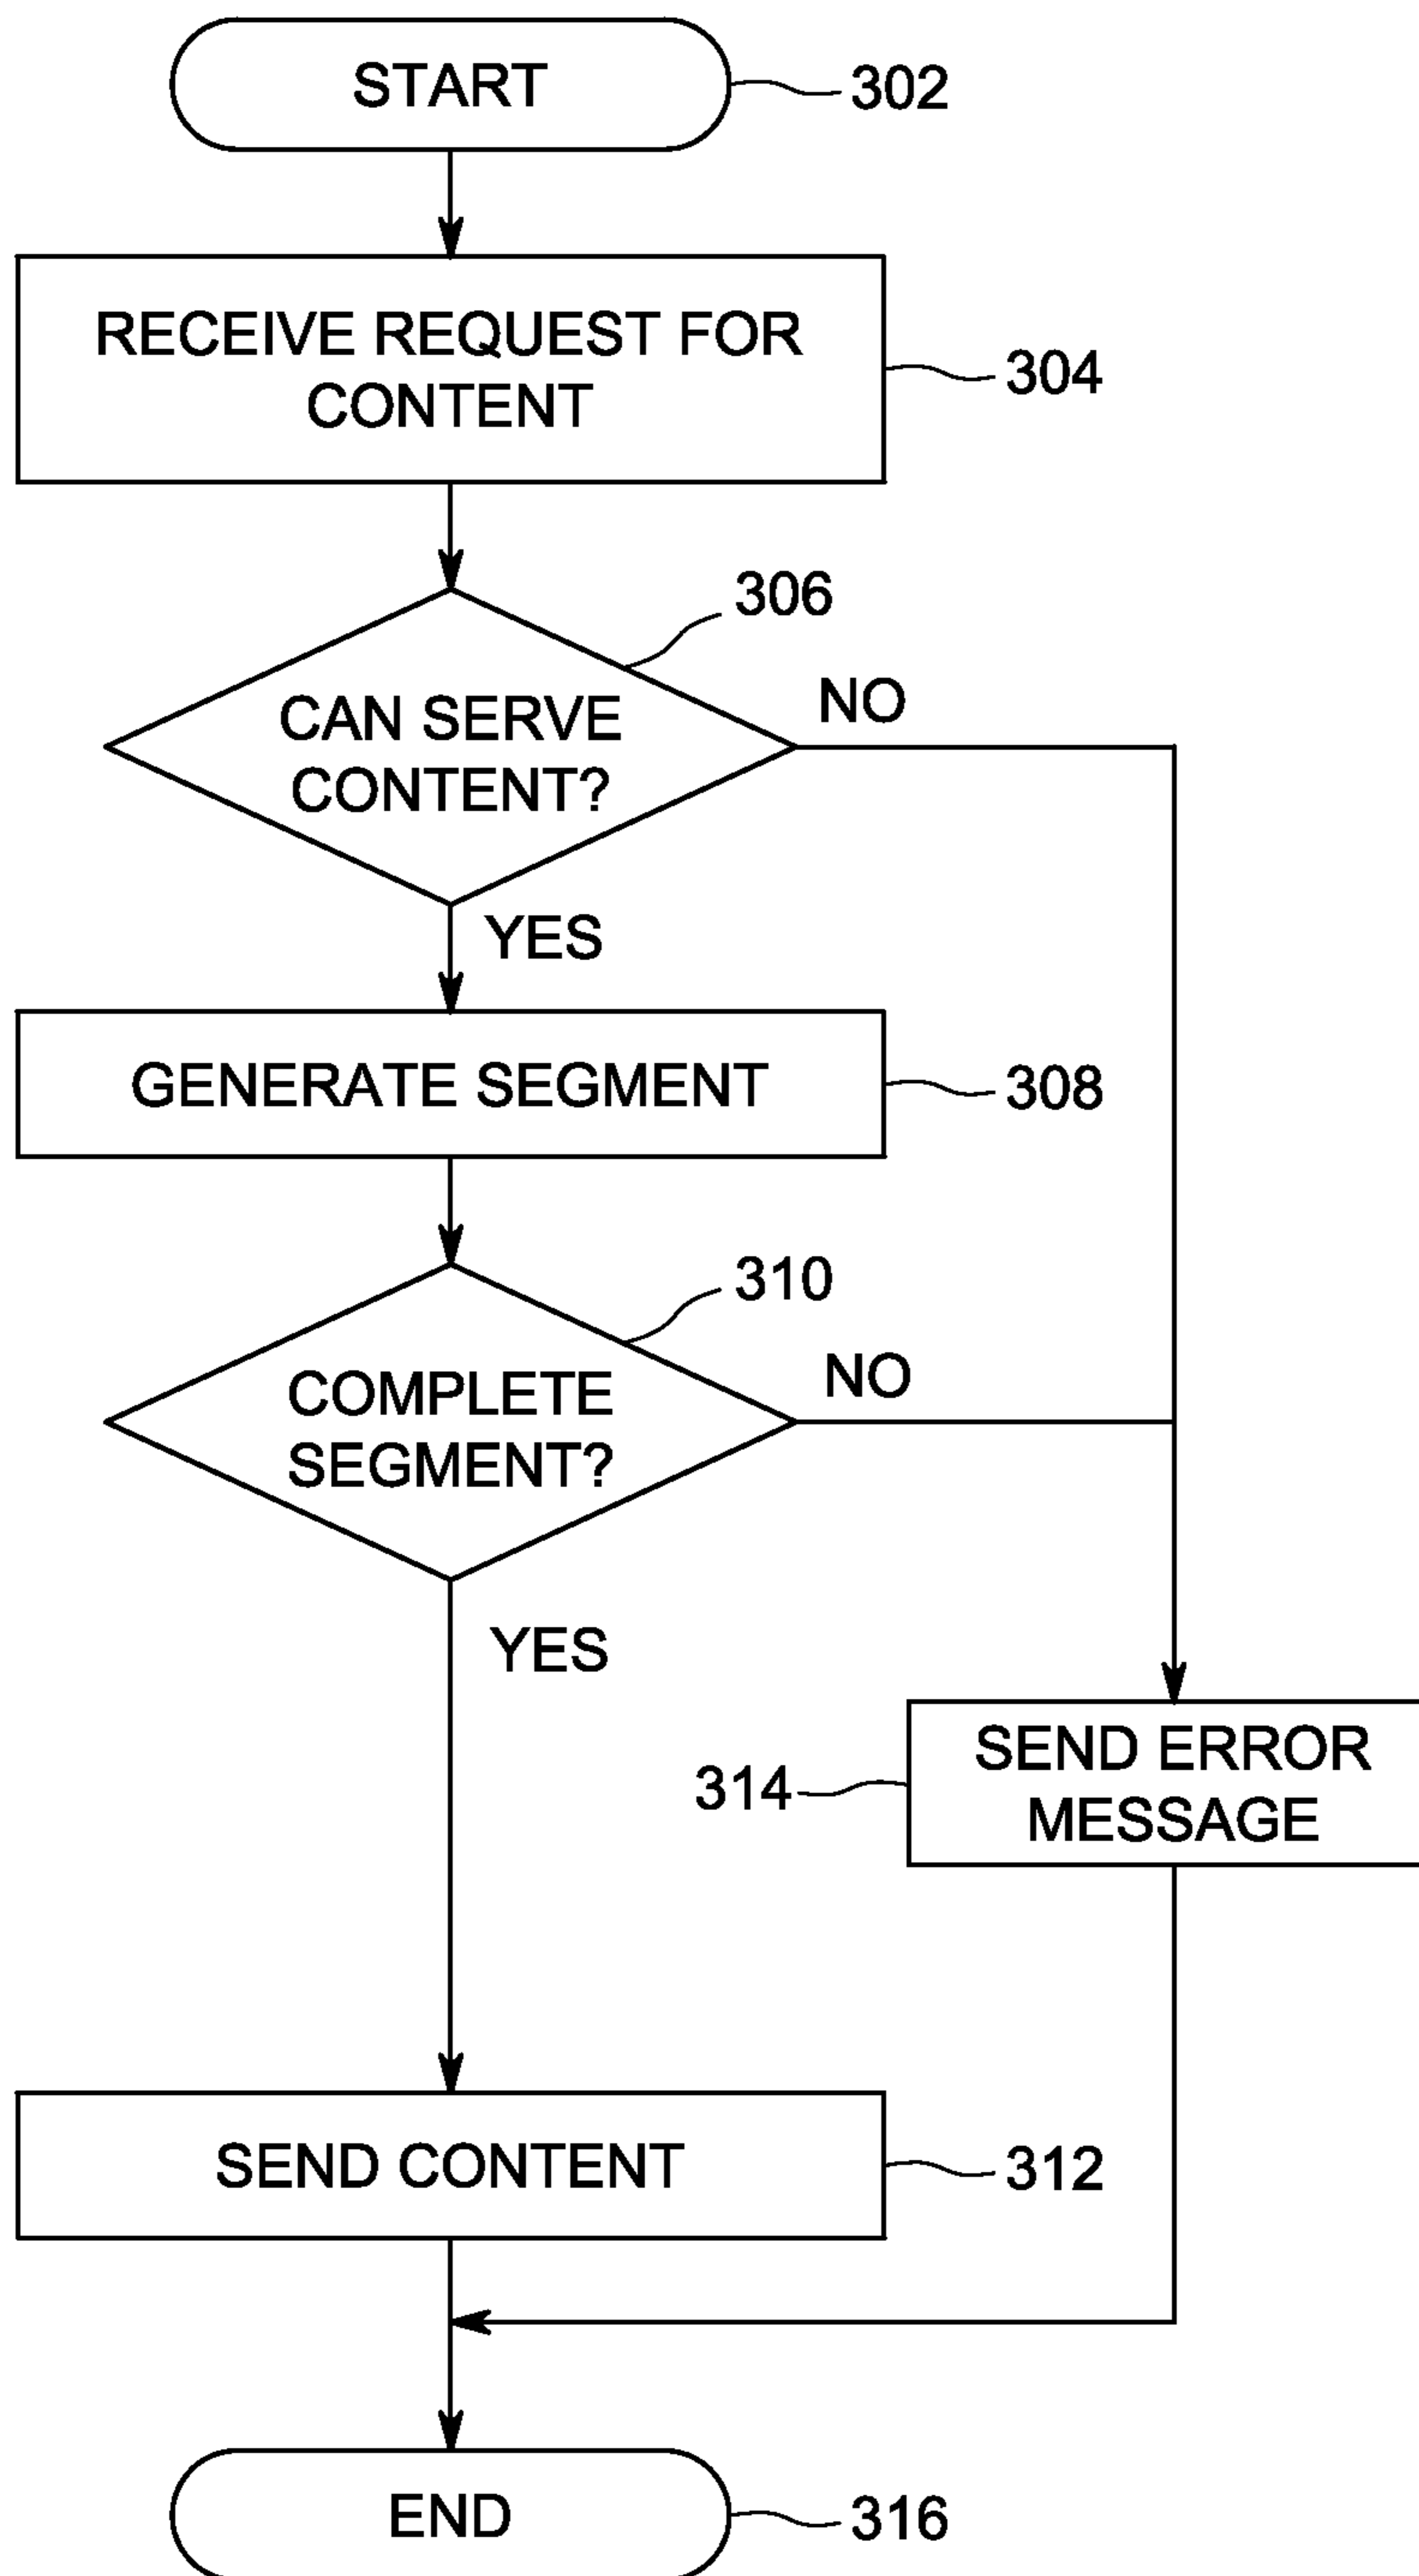 START
302
RECEIVE REQUEST FOR
CONTENT
304
306
CAN SERVE
CONTENT?
NO
YES
GENERATE SEGMENT
308
310
COMPLETE
SEGMENT?
NO
YES
SEND ERROR
MESSAGE
314
SEND CONTENT
312
END
316